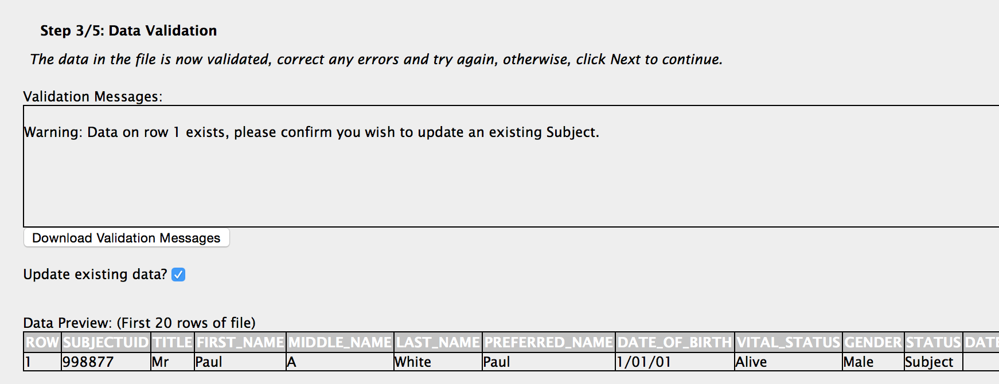 Step 3/5: Data Validation
The data in the file is now validated, correct any errors and try again, otherwise, click Next to continue.
Validation Messages:
Warning: Data on row 1 exists, please confirm you wish to update an existing Subject.
Download Validation Messages
Update existing data?
Data Preview: (First 20 rows of file)
ROW SUBJECTUID TITLE FIRST_NAME MIDDLE_NAME LAST_NAME PREFERRED_NAME DATE_OF_BIRTH VITAL_STATUS GENDER STATUS DATE
1 998877 Mr Paul A White Paul 1/01/01 Alive Male Subject